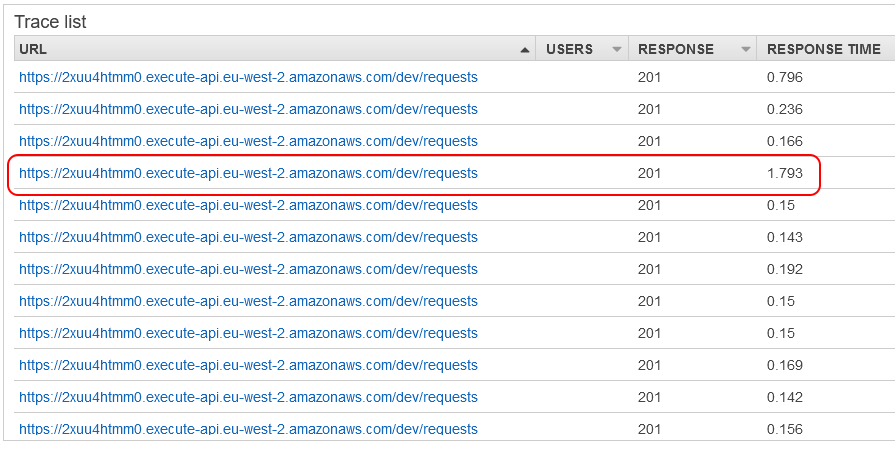 Trace list
URL USERS RESPONSE RESPONSE TIME
https://2xuu4htmm0.execute-api.eu-west-2.amazonaws.com/dev/requests 201 0.796
https://2xuu4htmm0.execute-api.eu-west-2.amazonaws.com/dev/requests 201 0.236
https://2xuu4htmm0.execute-api.eu-west-2.amazonaws.com/dev/requests 201 0.166
https://2xuu4htmm0.execute-api.eu-west-2.amazonaws.com/dev/requests 201 1.793
https://2xuu4htmm0.execute-api.eu-west-2.amazonaws.com/dev/requests 201 0.15
https://2xuu4htmm0.execute-api.eu-west-2.amazonaws.com/dev/requests 201 0.143
https://2xuu4htmm0.execute-api.eu-west-2.amazonaws.com/dev/requests 201 0.192
https://2xuu4htmm0.execute-api.eu-west-2.amazonaws.com/dev/requests 201 0.15
https://2xuu4htmm0.execute-api.eu-west-2.amazonaws.com/dev/requests 201 0.15
https://2xuu4htmm0.execute-api.eu-west-2.amazonaws.com/dev/requests 201 0.169
https://2xuu4htmm0.execute-api.eu-west-2.amazonaws.com/dev/requests 201 0.142
https://2xuu4htmm0.execute-api.eu-west-2.amazonaws.com/dev/requests 201 0.156